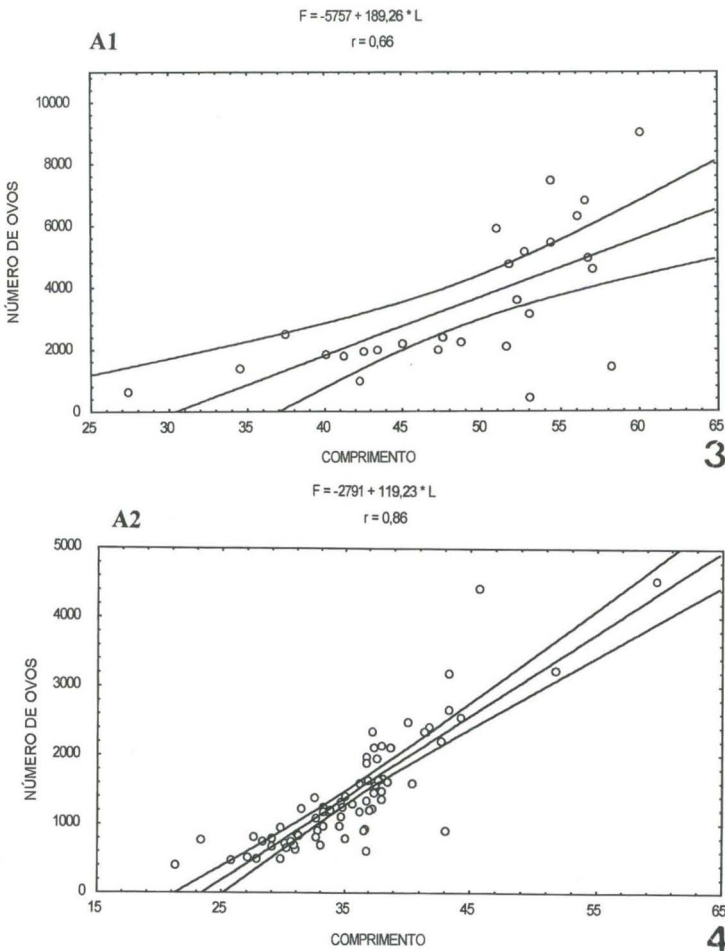 F = -5757 + 189,26 * L
A1
r = 0,66
10000
8000
6000
4000
2000
0
NÚMERO DE OVOS
25 30 35 40 45 50 55 60 65
COMPRIMENTO
3
F = -2791 + 119,23 * L
A2
r = 0,86
5000
4000
3000
2000
1000
0
NÚMERO DE OVOS
15 25 35 45 55 65
COMPRIMENTO
4